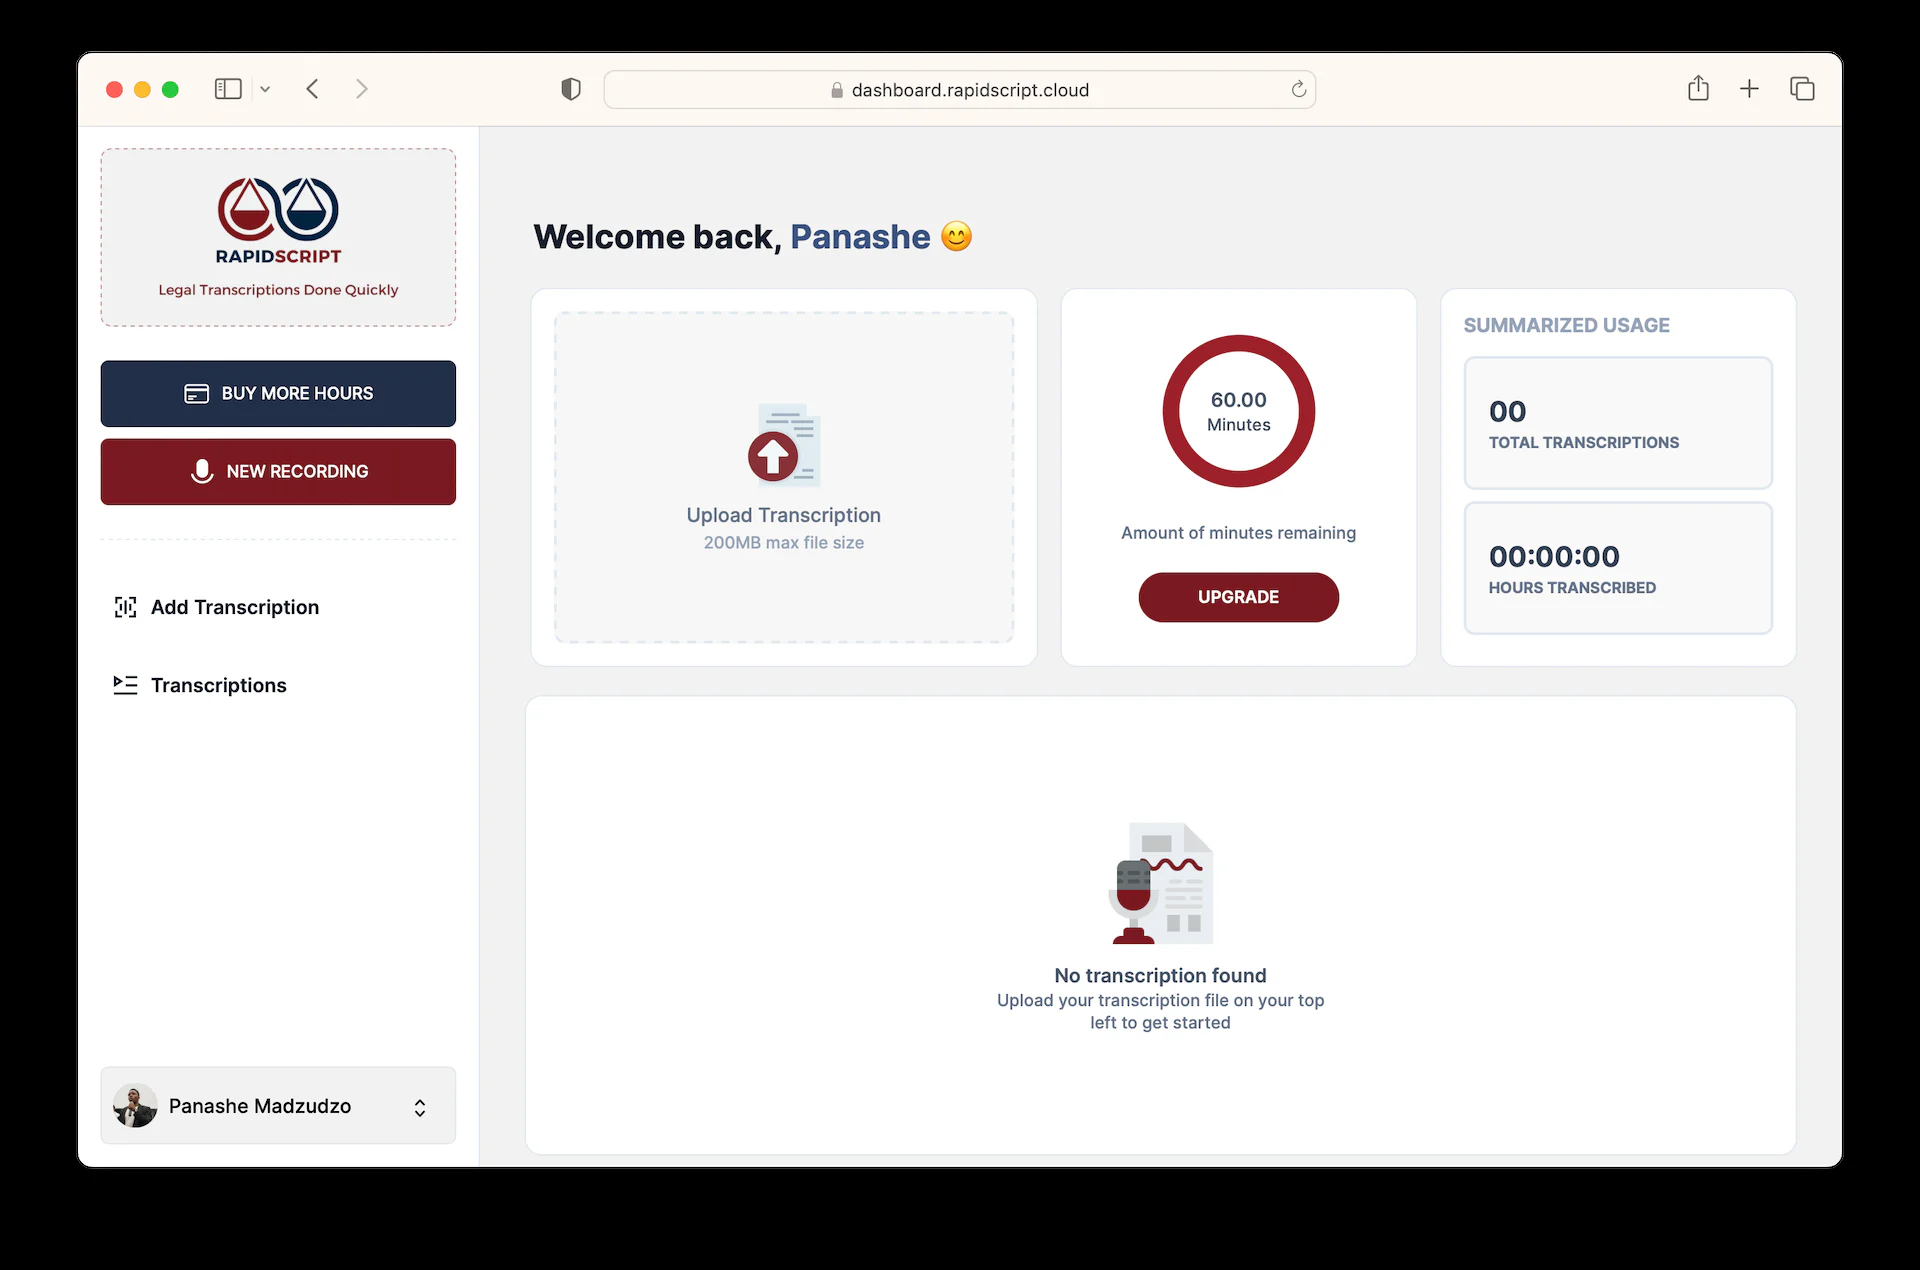 dashboard.rapidscript.cloud
RAPIDSCRIPT
Legal Transcriptions Done Quickly
BUY MORE HOURS
NEW RECORDING
Add Transcription
Transcriptions
Panashe Madzudzo
Welcome back, Panashe 😊
Upload Transcription
200MB max file size
60.00
Minutes
Amount of minutes remaining
UPGRADE
SUMMARIZED USAGE
00
TOTAL TRANSCRIPTIONS
00:00:00
HOURS TRANSCRIBED
No transcription found
Upload your transcription file on your top
left to get started